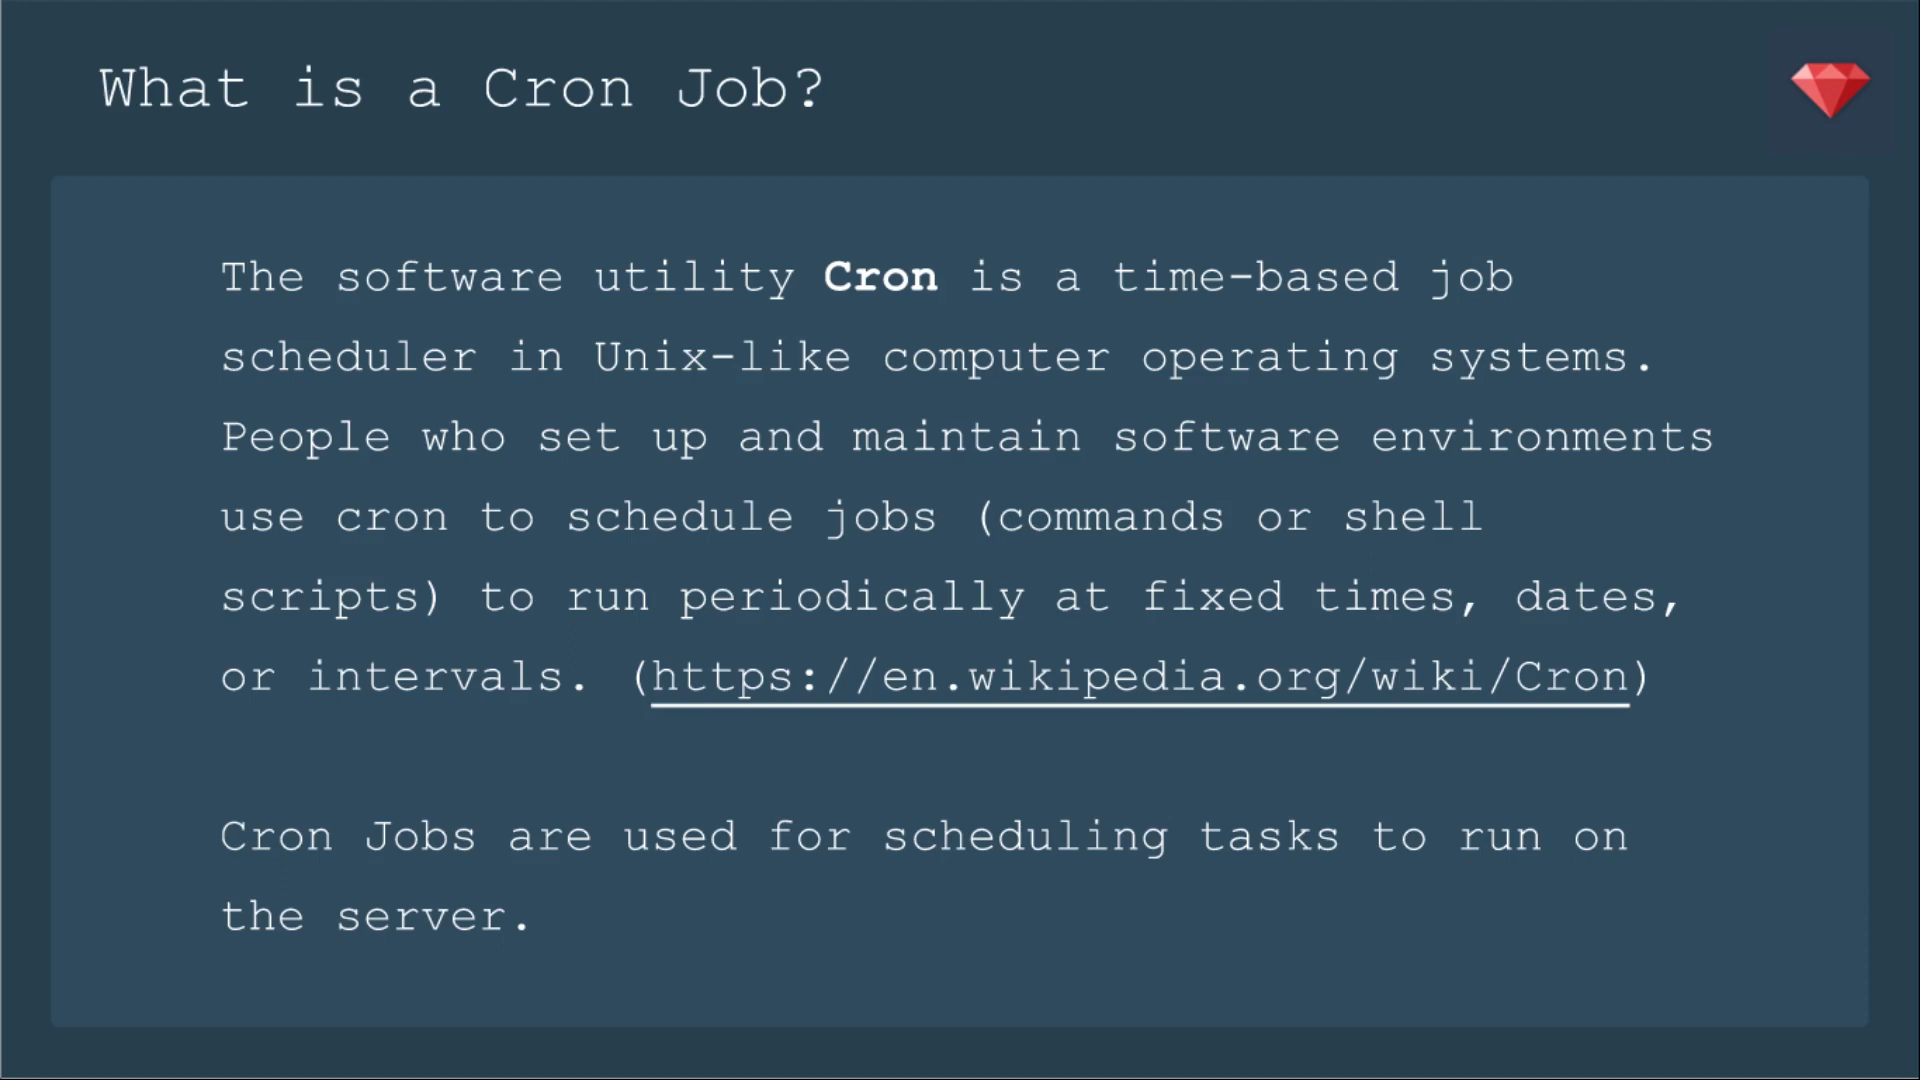 What is a Cron Job?
The software utility Cron is a time-based job
scheduler in Unix-like computer operating systems.
People who set up and maintain software environments
use cron to schedule jobs (commands or shell
scripts) to run periodically at fixed times, dates,
or intervals. (https://en.wikipedia.org/wiki/Cron)
Cron Jobs are used for scheduling tasks to run on
the server.